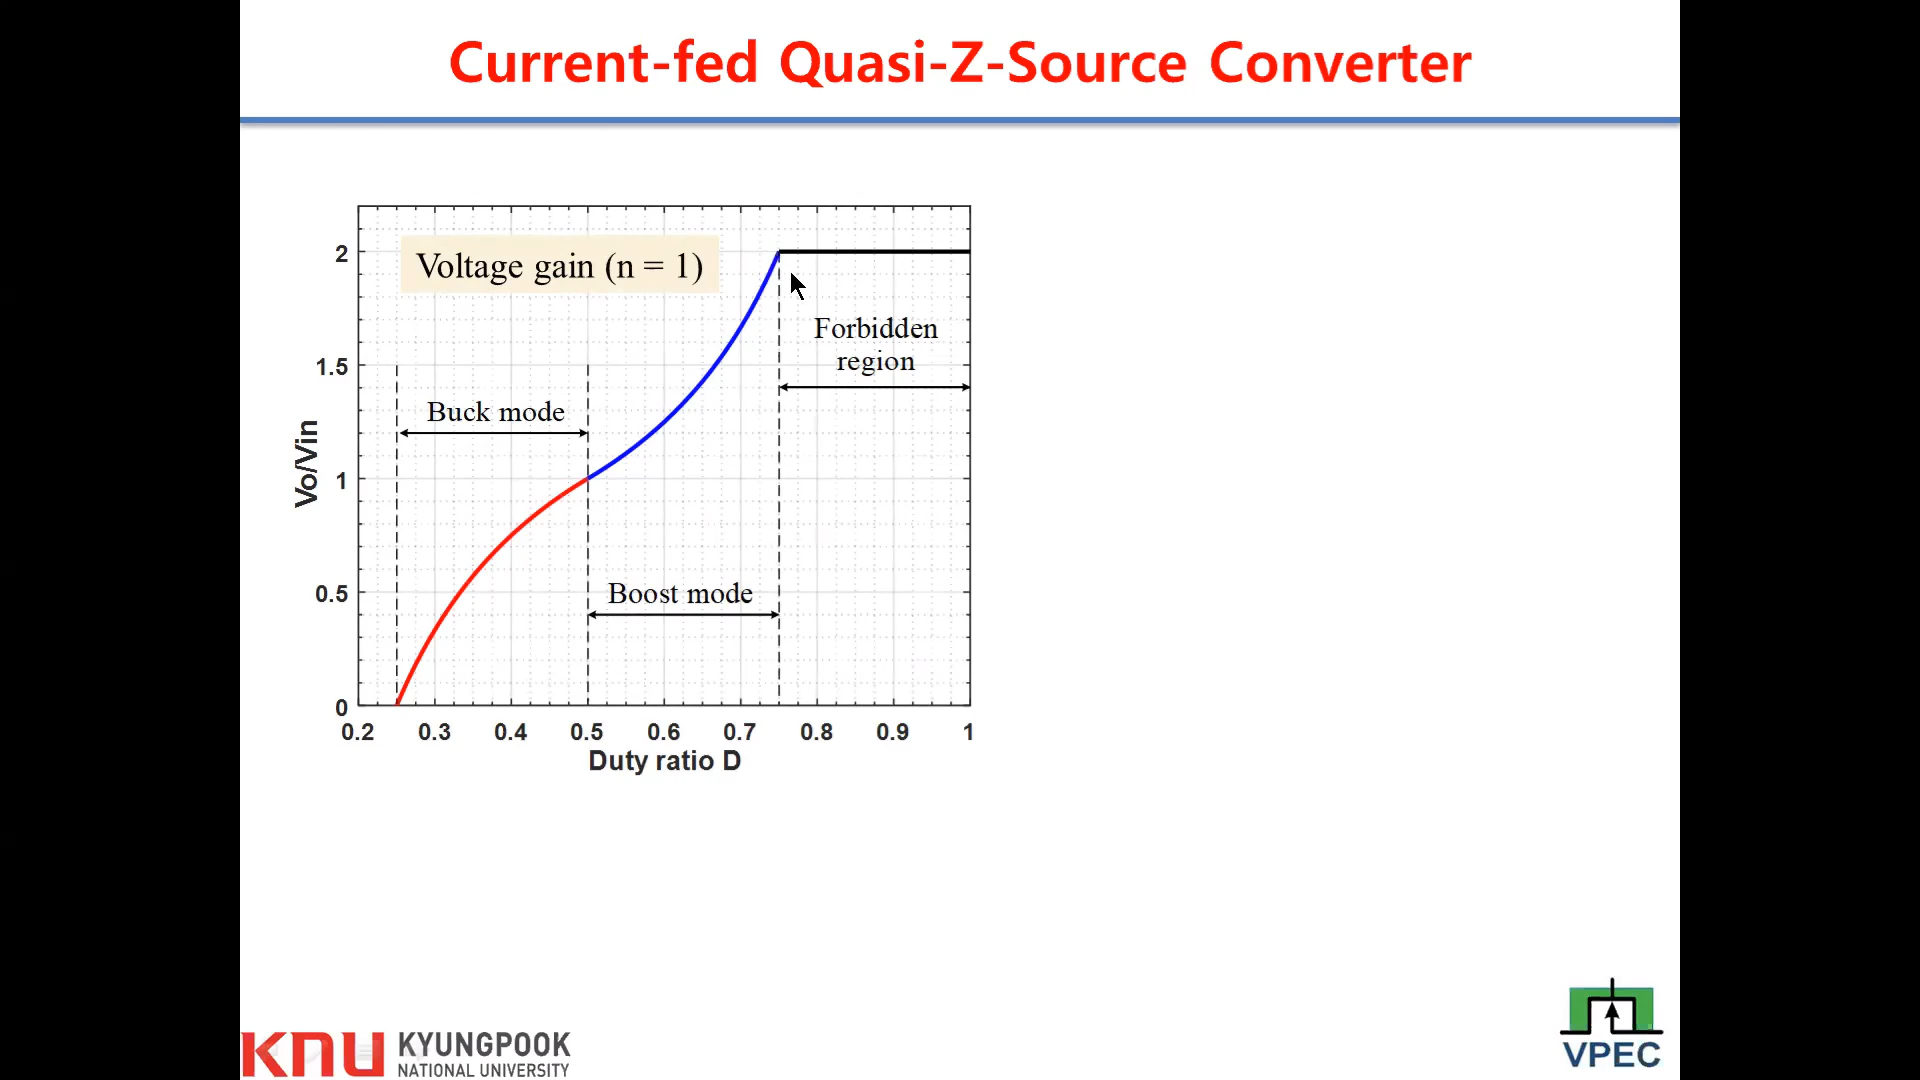 Current-fed Quasi-Z-Source Converter
Voltage gain (n = 1)
Forbidden
region
Buck mode
Boost mode
Vo/Vin
2
1.5
1
0.5
0
0.2 0.3 0.4 0.5 0.6 0.7 0.8 0.9 1
Duty ratio D
KNU KYUNGPOOK
NATIONAL UNIVERSITY
VPEC